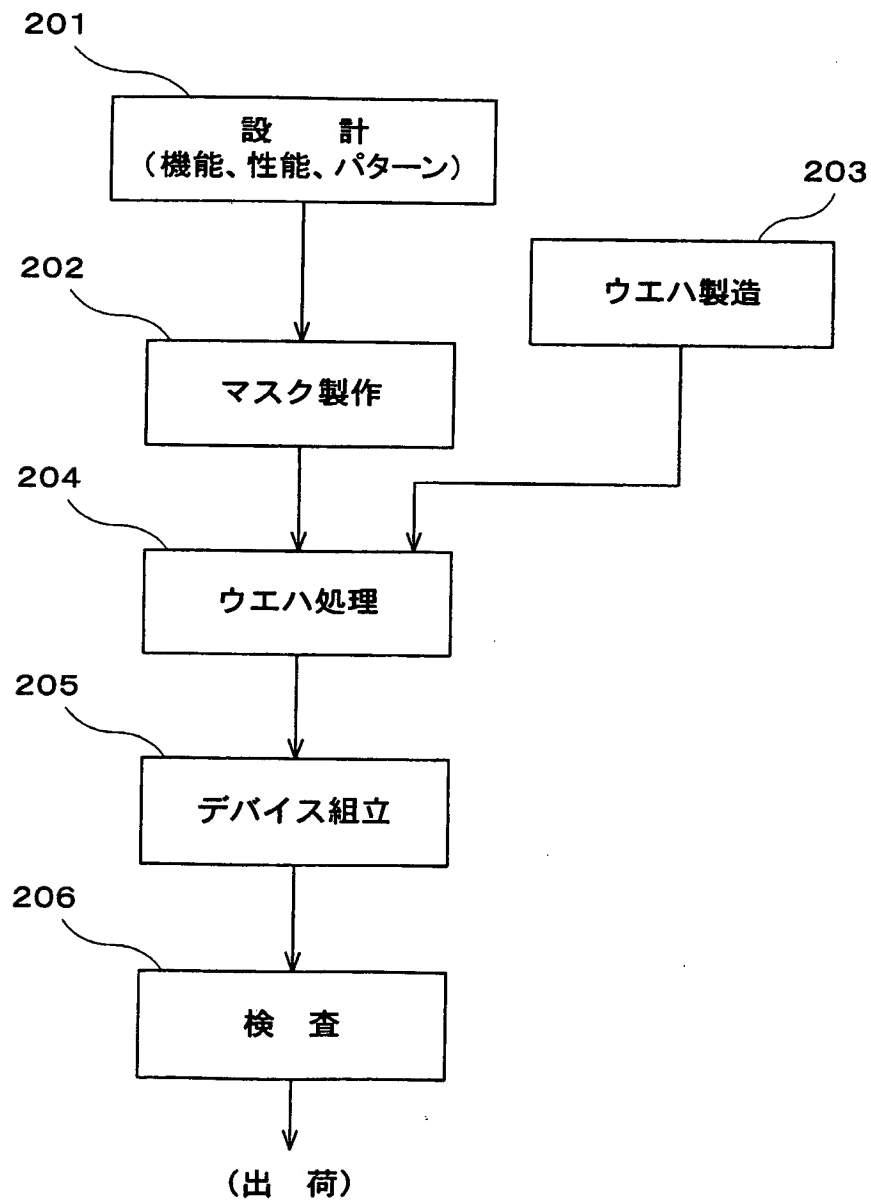 201
設 計
(機能、性能、パターン)
203
ウエハ製造
202
マスク製作
204
ウエハ処理
205
デバイス組立
206
検 査
(出 荷)